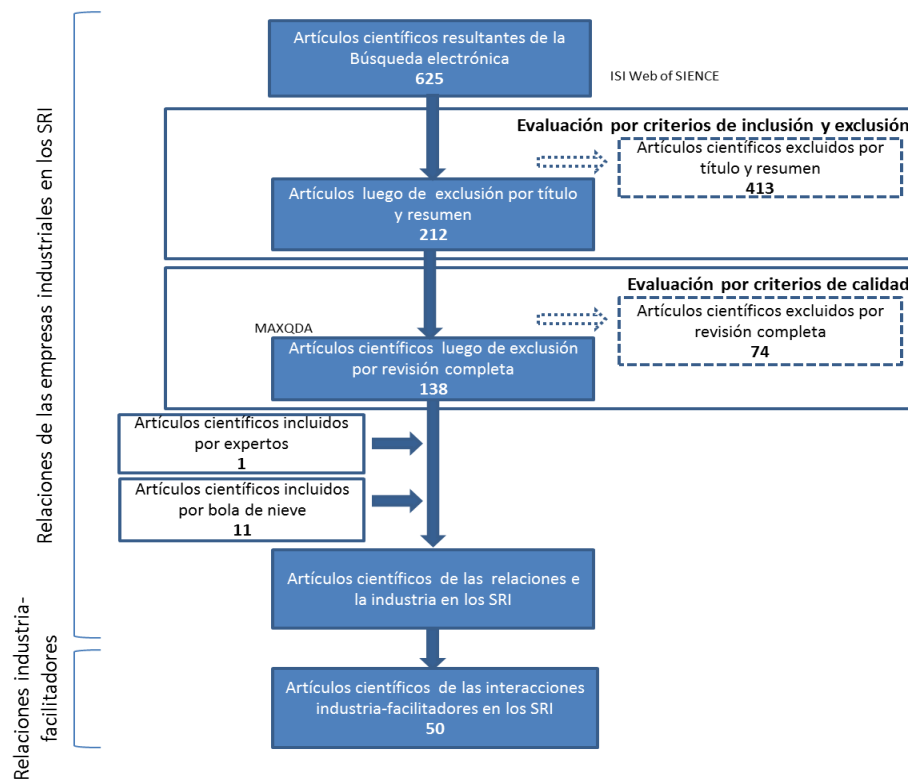 Artículos científicos resultantes de la
Búsqueda electrónica
625
ISI Web of SIENCE
Evaluación por criterios de inclusión y exclusión
Artículos científicos excluidos por
título y resumen
413
Artículos luego de exclusión por título
y resumen
212
Evaluación por criterios de calidad
Artículos científicos excluidos por
revisión completa
74
MAXQDA
Artículos científicos luego de exclusión
por revisión completa
138
Artículos científicos incluidos
por expertos
1
Artículos científicos incluidos
por bola de nieve
11
Artículos científicos de las relaciones e
la industria en los SRI
Artículos científicos de las interacciones
industria-facilitadores en los SRI
50
Relaciones de las empresas industriales en los SRI
Relaciones industria-
facilitadores